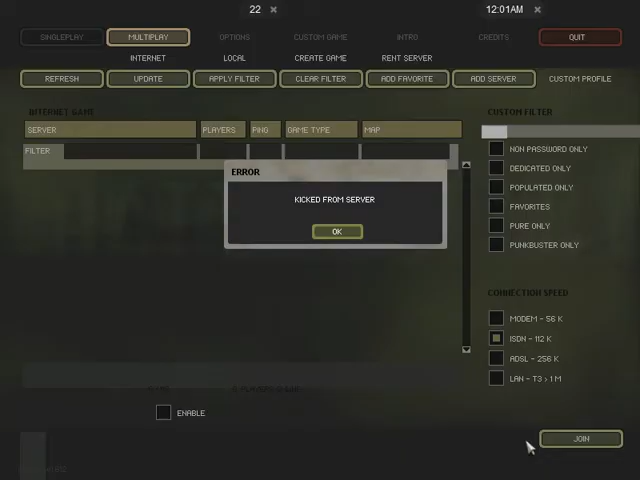 22 × 12:01AM ×
SINGLEPLAY MULTIPLAY OPTIONS CUSTOM GAME INTRO CREDITS QUIT
INTERNET LOCAL CREATE GAME RENT SERVER
REFRESH UPDATE APPLY FILTER CLEAR FILTER ADD FAVORITE ADD SERVER CUSTOM PROFILE
INTERNET GAME CUSTOM FILTER
SERVER PLAYERS PING GAME TYPE MAP
FILTER
NON PASSWORD ONLY
DEDICATED ONLY
POPULATED ONLY
FAVORITES
PURE ONLY
PUNKBUSTER ONLY
ERROR
KICKED FROM SERVER
OK
CONNECTION SPEED
MODEM - 56 K
ISDN - 112 K
ADSL - 256 K
LAN - T3 > 1 M
ENABLE
JOIN